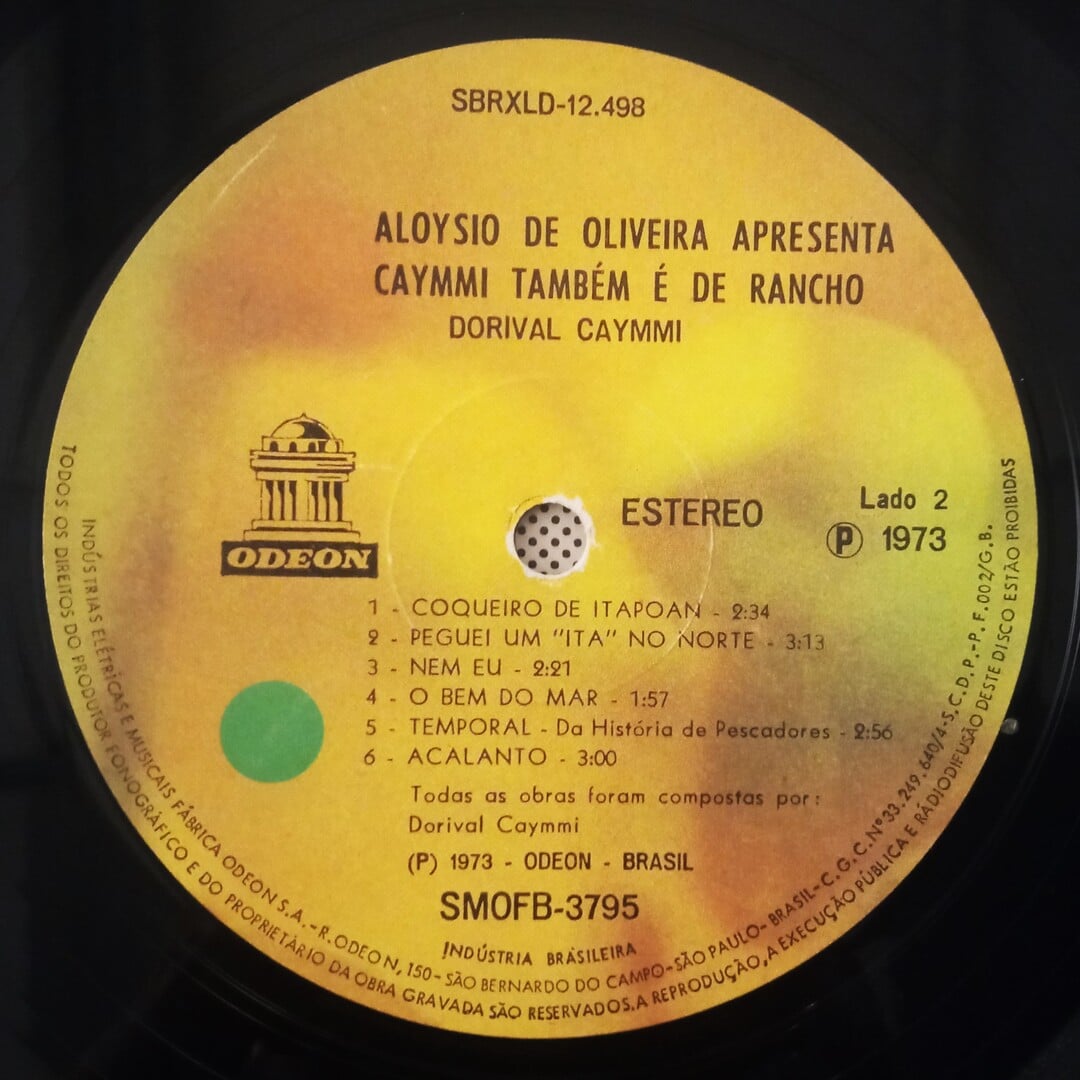 SBRXLD-12.498
ALOYSIO DE OLIVEIRA APRESENTA
CAYMMI TAMBÉM É DE RANCHO
DORIVAL CAYMMI
ODEON
ESTEREO
Lado 2
Ⓟ 1973
1 - COQUEIRO DE ITAPOAN - 2:34
2 - PEGUEI UM "ITA" NO NORTE - 3:13
3 - NEM EU - 2:21
4 - O BEM DO MAR - 1:57
5 - TEMPORAL - Da História de Pescadores - 2:56
6 - ACALANTO - 3:00
Todas as obras foram compostas por:
Dorival Caymmi
(P) 1973 - ODEON - BRASIL
SMOFB-3795
INDÚSTRIA BRASILEIRA
INDÚSTRIAS ELÉTRICAS E MUSICAIS FÁBRICA ODEON S.A.-R.ODEON, 150-SÃO BERNARDO DO CAMPO-SÃO PAULO-BRASIL-C.G.C.Nº33.249.640/4-S.C.D.P.-P.F.002/G.B.
TODOS OS DIREITOS DO PRODUTOR FONOGRÁFICO E DO PROPRIETÁRIO DA OBRA GRAVADA SÃO RESERVADOS.A REPRODUÇÃO,A EXECUÇÃO PÚBLICA E RÁDIODIFUSÃO DESTE DISCO ESTÃO PROIBIDAS